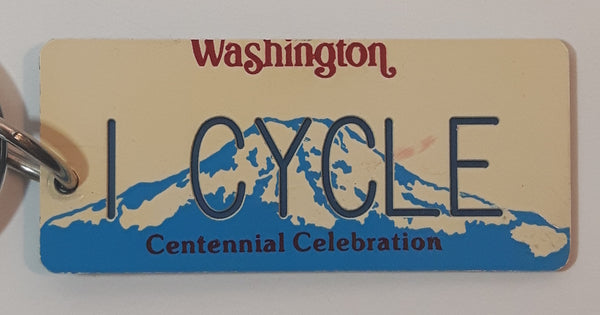 Washington
I CYCLE
Centennial Celebration